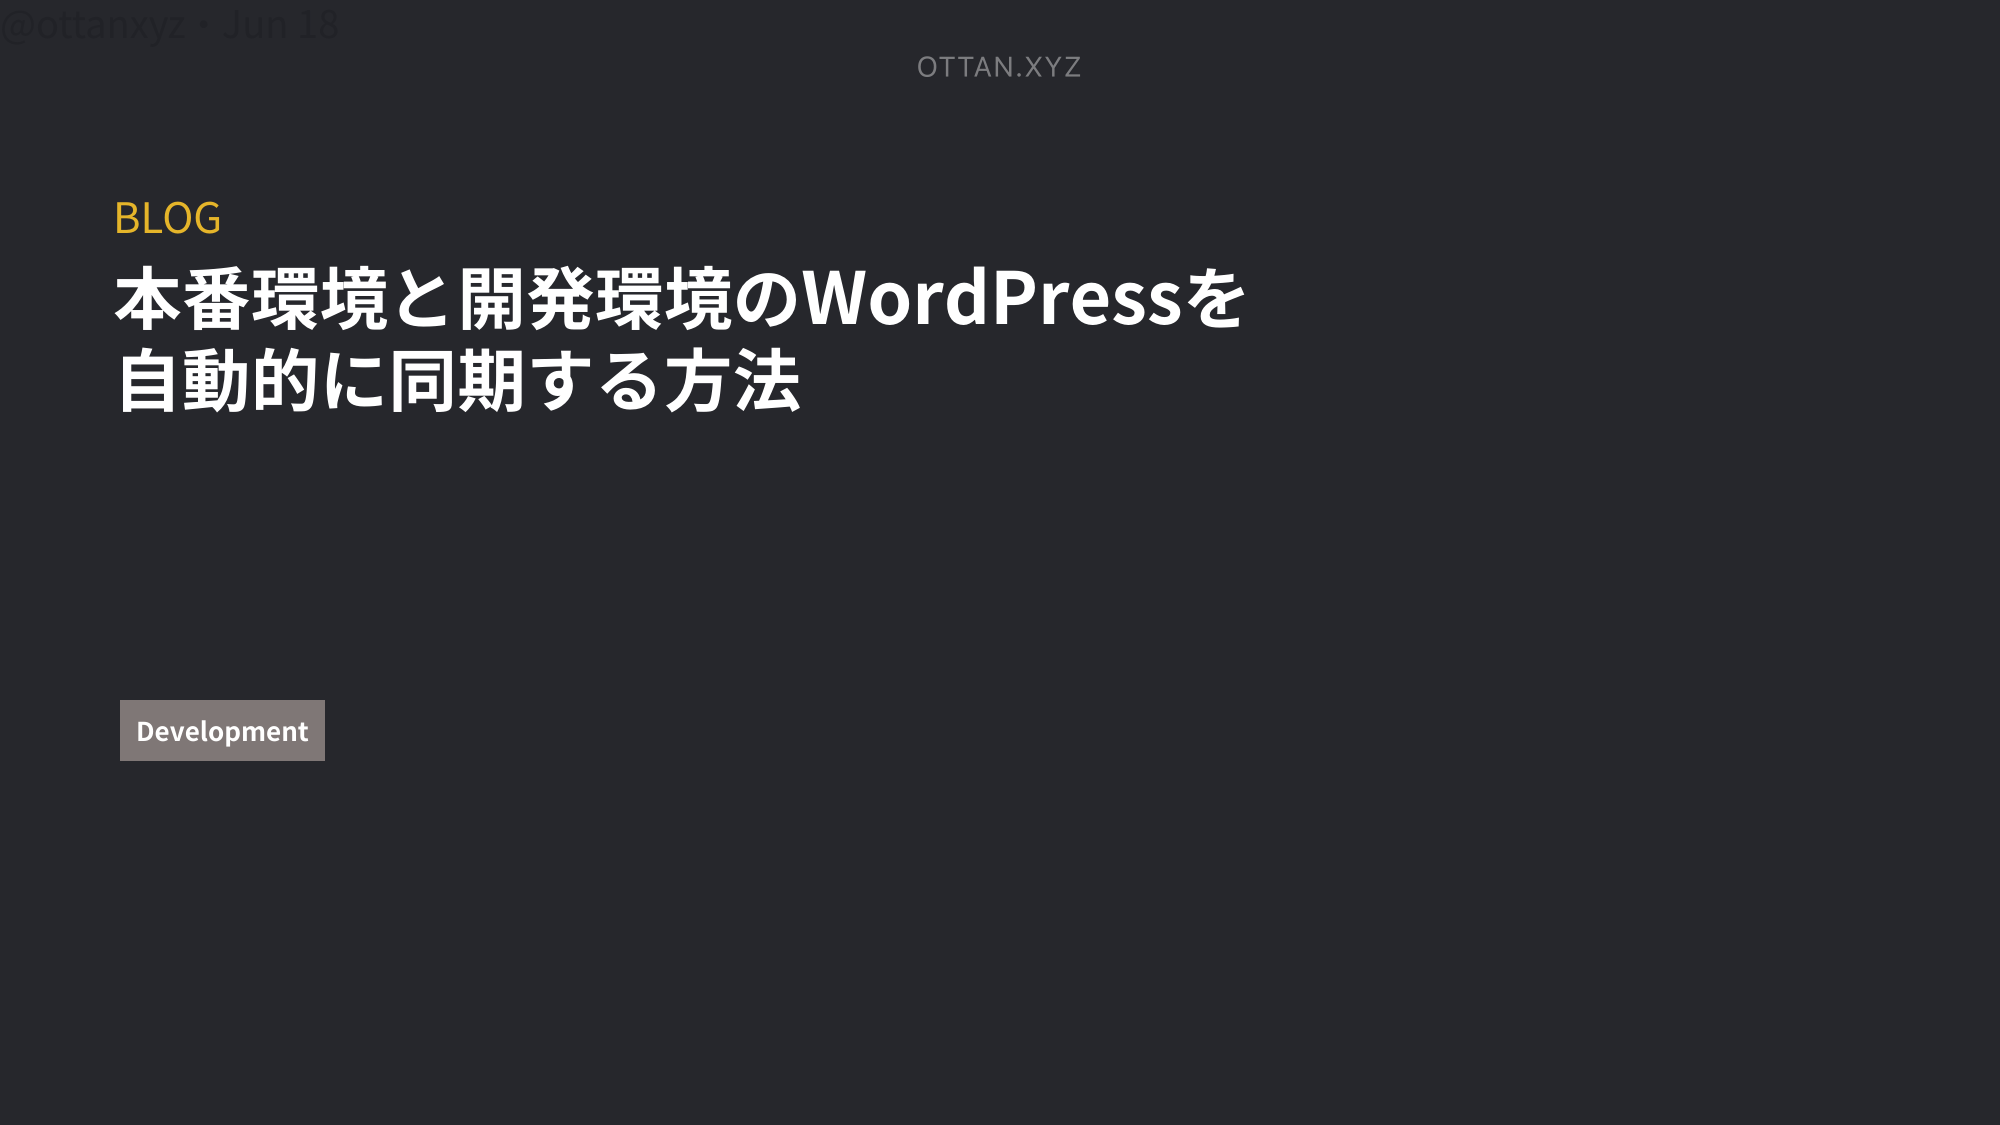 @ottanxyz・Jun 18
OTTAN.XYZ
BLOG
本番環境と開発環境のWordPressを
自動的に同期する方法
Development